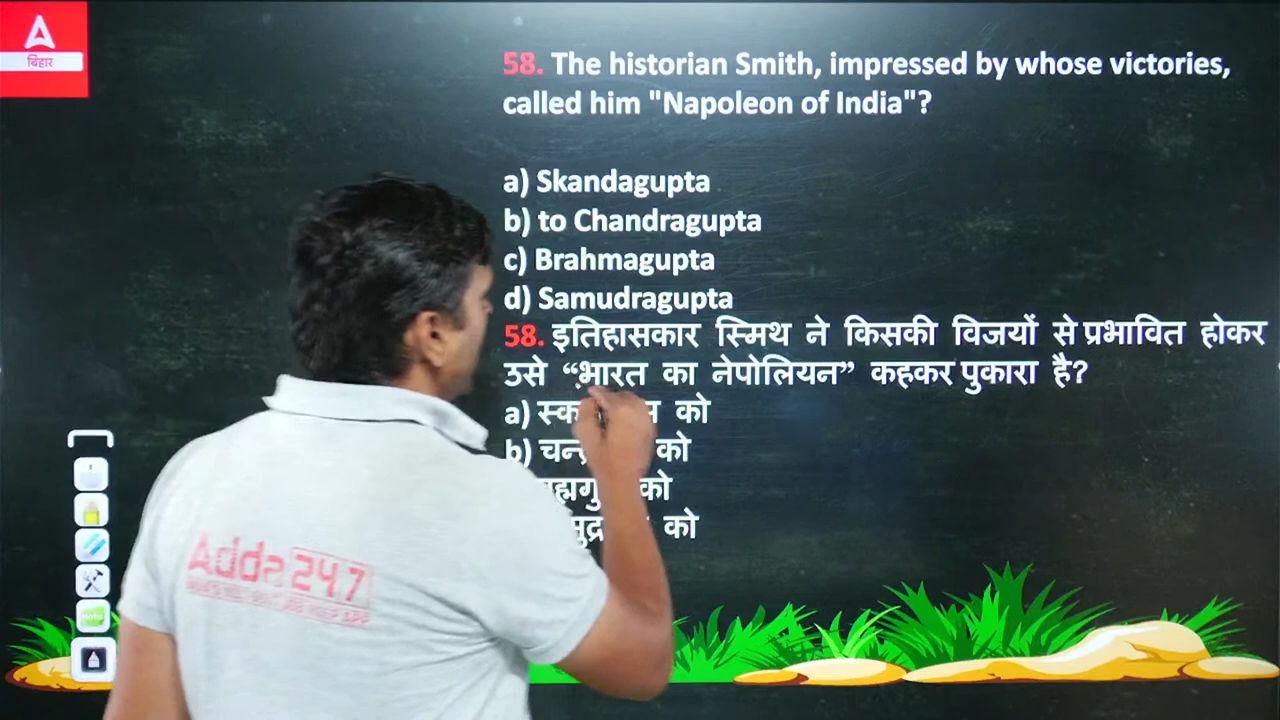 बिहार
58. The historian Smith, impressed by whose victories,
called him "Napoleon of India"?
a) Skandagupta
b) to Chandragupta
c) Brahmagupta
d) Samudragupta
58. इतिहासकार स्मिथ ने किसकी विजयों से प्रभावित होकर
उसे “भारत का नेपोलियन” कहकर पुकारा है?
a) को
b) को
को
को
Adda 247